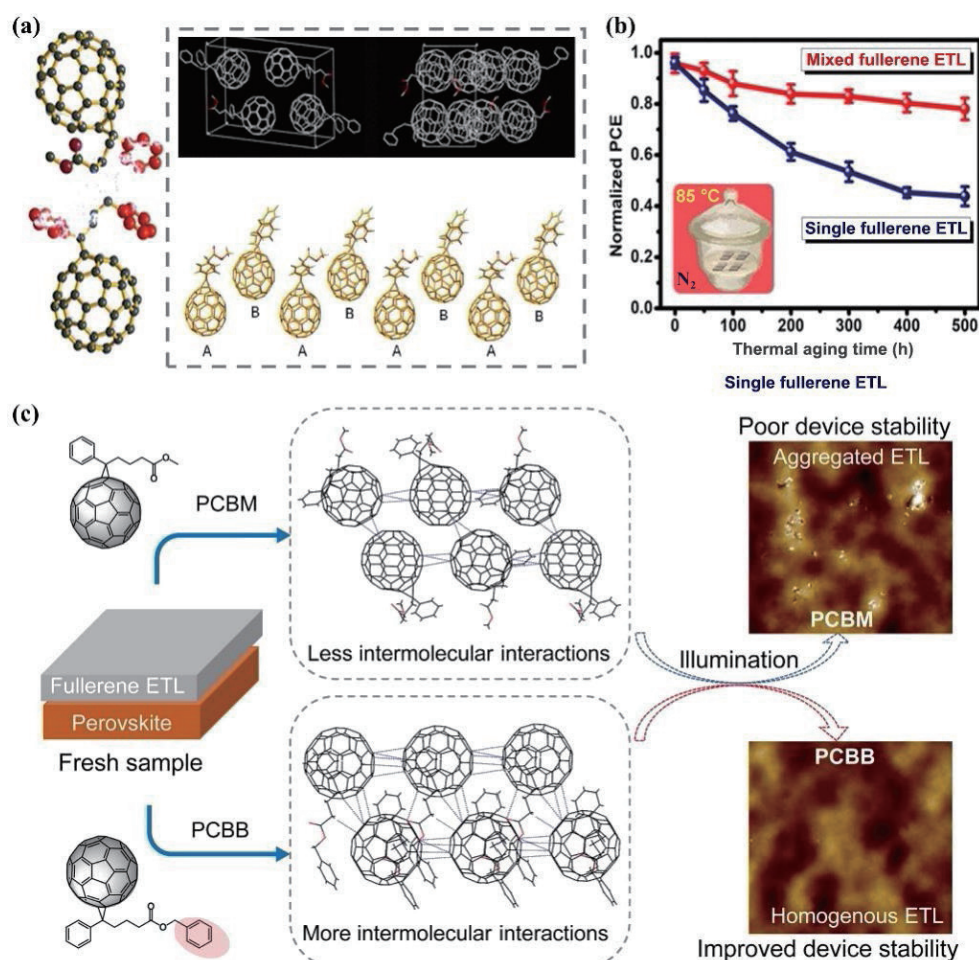 (a)
A
B
A
B
A
B
A
B
(b)
Normalized PCE
1.0
0.8
0.6
0.4
0.2
0.0
Mixed fullerene ETL
Single fullerene ETL
85 °C
N2
0
100
200
300
400
500
Thermal aging time (h)
Single fullerene ETL
(c)
O
O
PCBM
Fullerene ETL
Perovskite
Fresh sample
PCBB
O
O
Less intermolecular interactions
More intermolecular interactions
Illumination
Poor device stability
Aggregated ETL
PCBM
PCBB
Homogenous ETL
Improved device stability